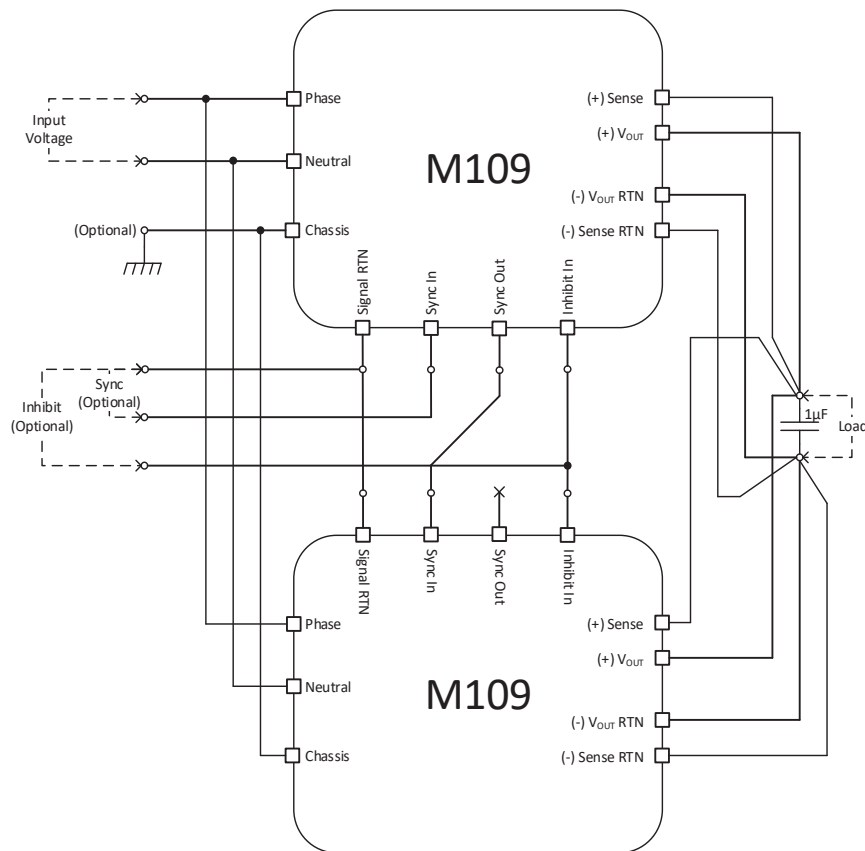 Phase
(+) Sense
Input
Voltage
(+) VOUT
Neutral
M109
(-) VOUT RTN
(Optional)
Chassis
(-) Sense RTN
Signal RTN
Sync In
Sync Out
Inhibit In
Sync
(Optional)
Inhibit
(Optional)
1µF
Load
Signal RTN
Sync In
Sync Out
Inhibit In
Phase
(+) Sense
(+) VOUT
Neutral
M109
(-) VOUT RTN
Chassis
(-) Sense RTN